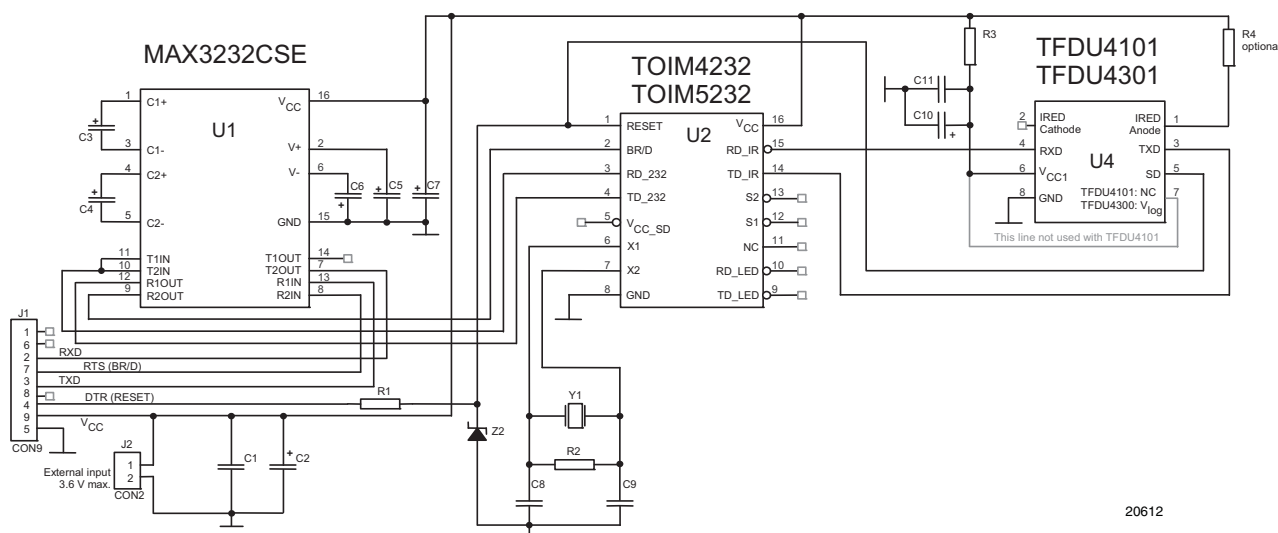 MAX3232CSE
TOIM4232
TOIM5232
TFDU4101
TFDU4301
R3
R4
optiona
C11
C10
C3
C4
1 C1+
3 C1-
4 C2+
5 C2-
11 T1IN
10 T2IN
12 R1OUT
9 R2OUT
U1
VCC 16
V+ 2
V- 6
GND 15
T1OUT 14
T2OUT 7
R1IN 13
R2IN 8
C6
C5
C7
1 RESET
2 BR/D
3 RD_232
4 TD_232
5 VCC_SD
6 X1
7 X2
8 GND
U2
VCC 16
RD_IR 15
TD_IR 14
S2 13
S1 12
NC 11
RD_LED 10
TD_LED 9
2 IRED
Cathode
4 RXD
6 VCC1
8 GND
U4
IRED 1
Anode
TXD 3
SD 5
TFDU4101: NC 7
TFDU4300: Vlog
This line not used with TFDU4101
J1
1
6
2 RXD
7 RTS (BR/D)
3 TXD
8
4 DTR (RESET)
9 VCC
5
CON9
R1
Z2
Y1
R2
C8
C9
J2
1
2
CON2
External input
3.6 V max.
C1
C2
+
+
+
+
+
+
+
20612